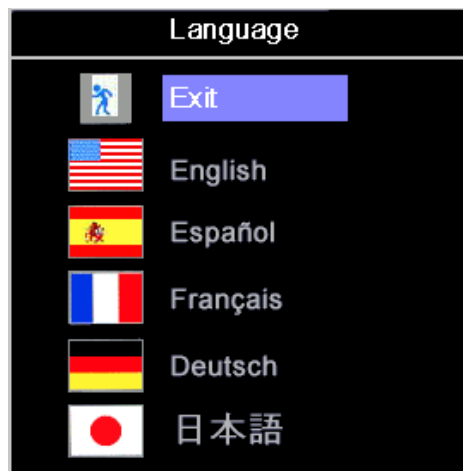 Language
Exit
English
Español
Français
Deutsch
日本語